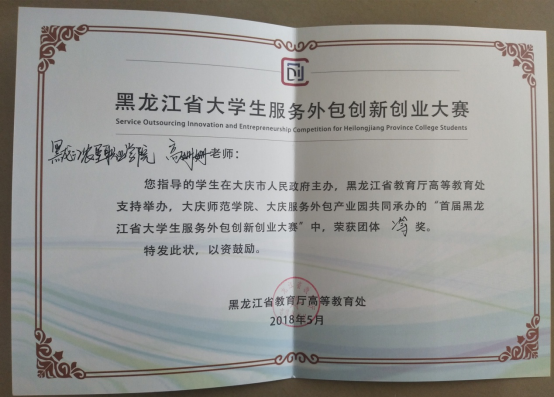 黑龙江省大学生服务外包创新创业大赛
Service Outsourcing Innovation and Entrepreneurship Competition for Heilongjiang Province College Students
黑龙江农垦职业学院 高姗姗老师:
您指导的学生在大庆市人民政府主办,黑龙江省教育厅高等教育处
支持举办,大庆师范学院、大庆服务外包产业园共同承办的“首届黑龙
江省大学生服务外包创新创业大赛”中,荣获团体 奖。
特发此状,以资鼓励。
黑龙江省教育厅高等教育处
2018年5月